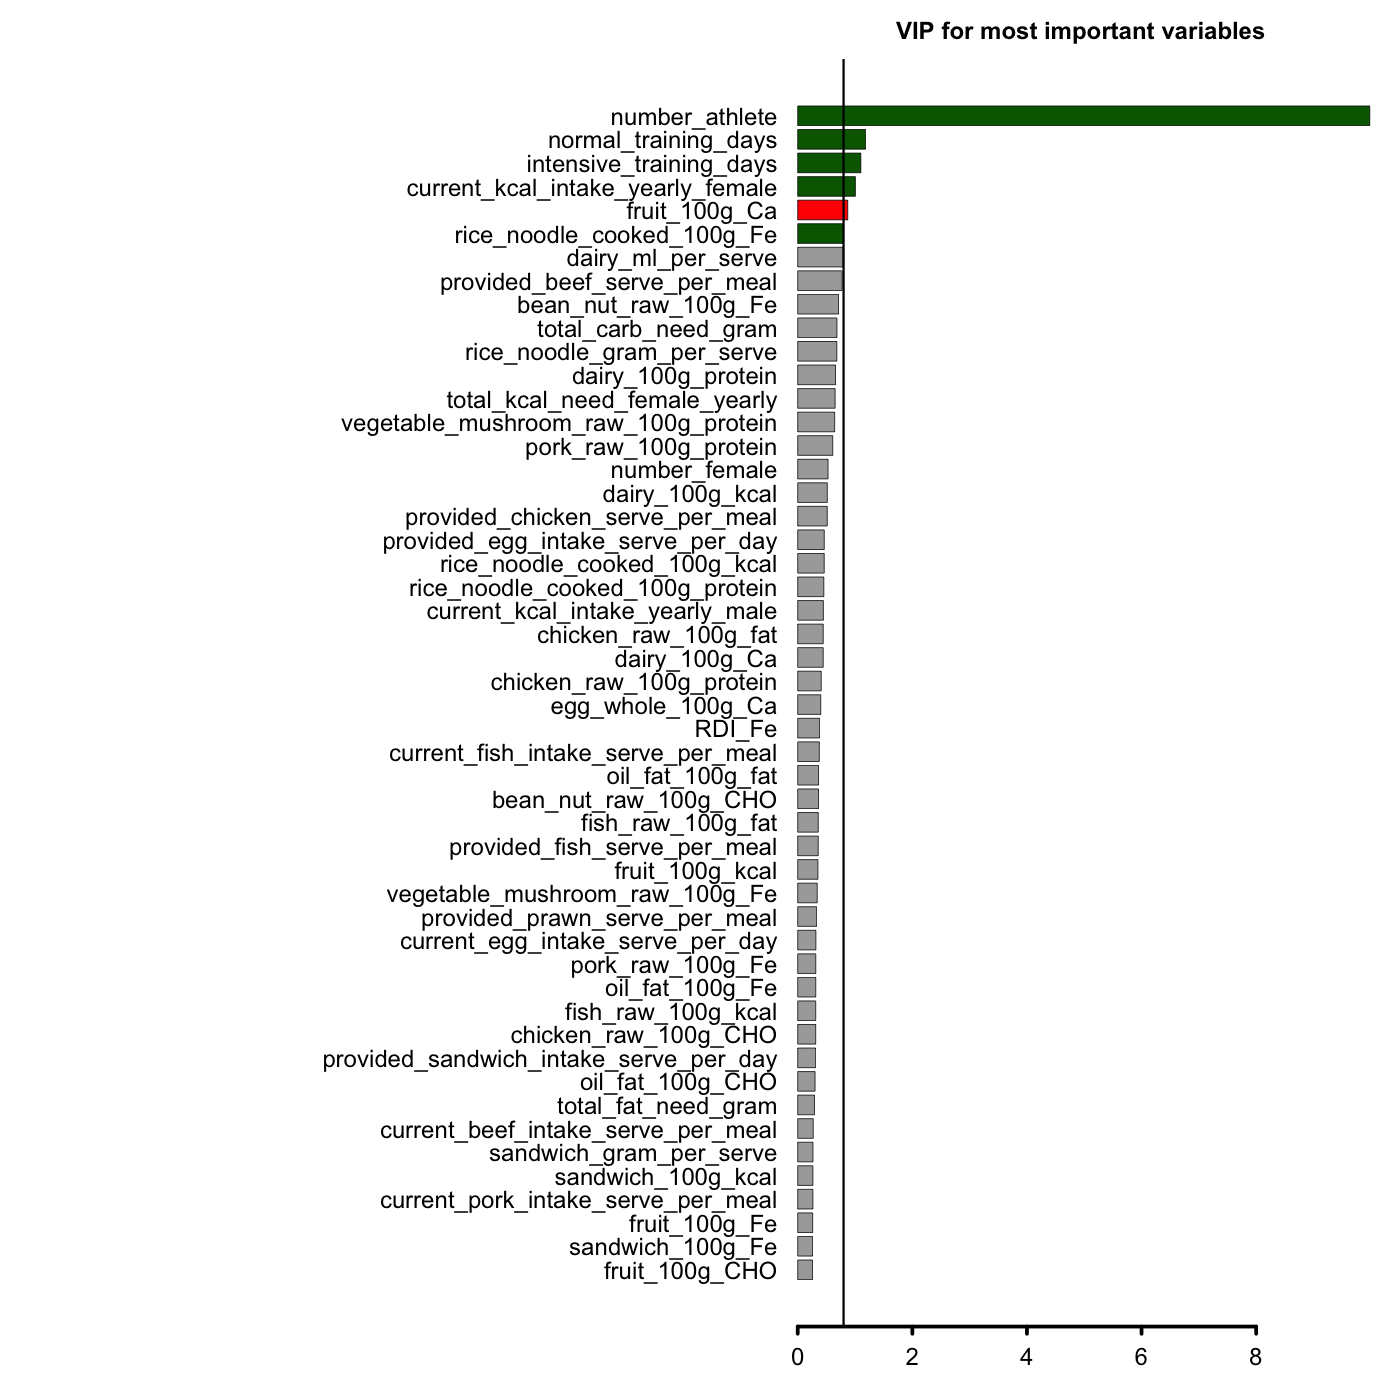 VIP for most important variables
number_athlete
normal_training_days
intensive_training_days
current_kcal_intake_yearly_female
fruit_100g_Ca
rice_noodle_cooked_100g_Fe
dairy_ml_per_serve
provided_beef_serve_per_meal
bean_nut_raw_100g_Fe
total_carb_need_gram
rice_noodle_gram_per_serve
dairy_100g_protein
total_kcal_need_female_yearly
vegetable_mushroom_raw_100g_protein
pork_raw_100g_protein
number_female
dairy_100g_kcal
provided_chicken_serve_per_meal
provided_egg_intake_serve_per_day
rice_noodle_cooked_100g_kcal
rice_noodle_cooked_100g_protein
current_kcal_intake_yearly_male
chicken_raw_100g_fat
dairy_100g_Ca
chicken_raw_100g_protein
egg_whole_100g_Ca
RDI_Fe
current_fish_intake_serve_per_meal
oil_fat_100g_fat
bean_nut_raw_100g_CHO
fish_raw_100g_fat
provided_fish_serve_per_meal
fruit_100g_kcal
vegetable_mushroom_raw_100g_Fe
provided_prawn_serve_per_meal
current_egg_intake_serve_per_day
pork_raw_100g_Fe
oil_fat_100g_Fe
fish_raw_100g_kcal
chicken_raw_100g_CHO
provided_sandwich_intake_serve_per_day
oil_fat_100g_CHO
total_fat_need_gram
current_beef_intake_serve_per_meal
sandwich_gram_per_serve
sandwich_100g_kcal
current_pork_intake_serve_per_meal
fruit_100g_Fe
sandwich_100g_Fe
fruit_100g_CHO
0 2 4 6 8